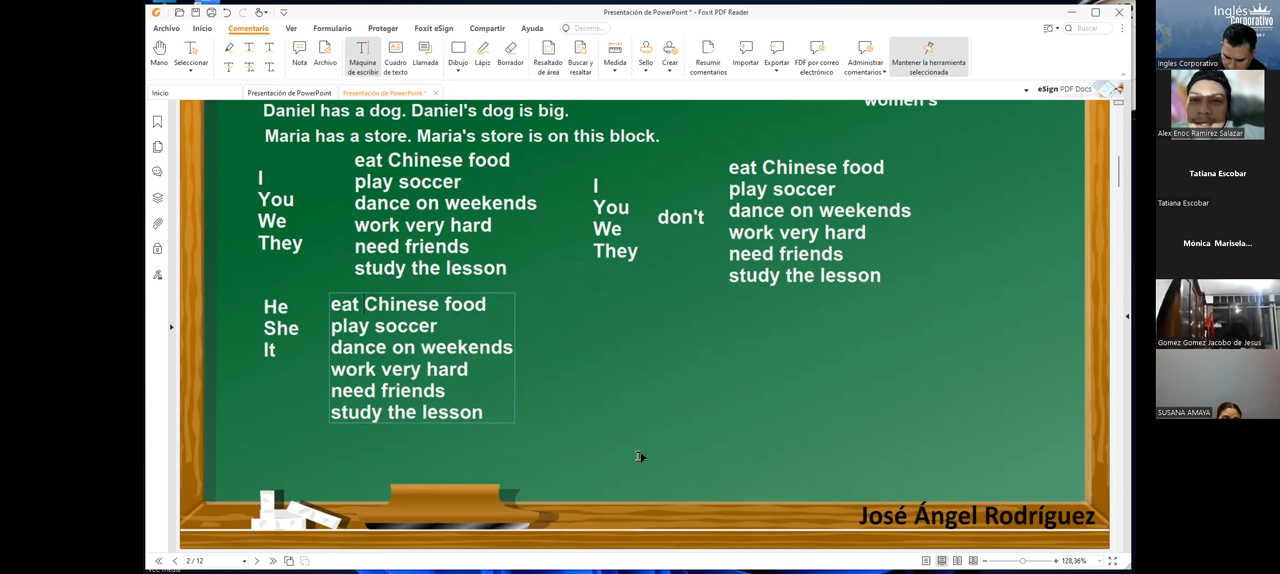 Presentación de PowerPoint * - Foxit PDF Reader
Archivo Inicio Comentario Ver Formulario Proteger Foxit eSign Compartir Ayuda Decirme... Buscar
Mano Seleccionar Nota Archivo Máquina de escribir Cuadro de texto Llamada Dibujo Lápiz Borrador Resaltado de área Buscar y resaltar Medida Sello Crear Resumir comentarios Importar Exportar PDF por correo electrónico Administrar comentarios Mantener la herramienta seleccionada
Inicio Presentación de PowerPoint Presentación de PowerPoint * eSign PDF Docs
women's
Daniel has a dog. Daniel's dog is big.
Maria has a store. Maria's store is on this block.
I
You
We
They
eat Chinese food
play soccer
dance on weekends
work very hard
need friends
study the lesson
I
You
We
They
don't
eat Chinese food
play soccer
dance on weekends
work very hard
need friends
study the lesson
He
She
It
eat Chinese food
play soccer
dance on weekends
work very hard
need friends
study the lesson
José Ángel Rodríguez
2 / 12
128,36%
Inglés
Corporativo
Ingles Corporativo
Alex Enoc Ramirez Salazar
Tatiana Escobar
Tatiana Escobar
Mónica Marisela...
Gomez Gomez Jacobo de Jesus
SUSANA AMAYA